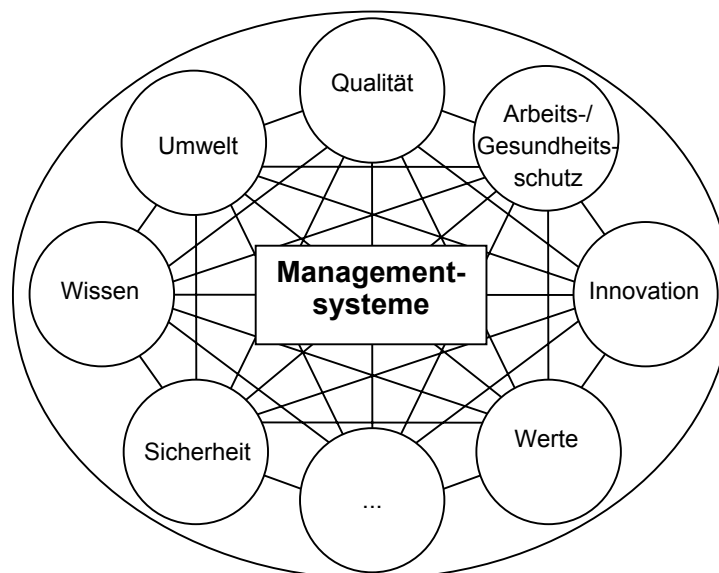 Qualität
Arbeits-/
Gesundheits-
schutz
Umwelt
Management-
systeme
Wissen
Innovation
Sicherheit
Werte
...